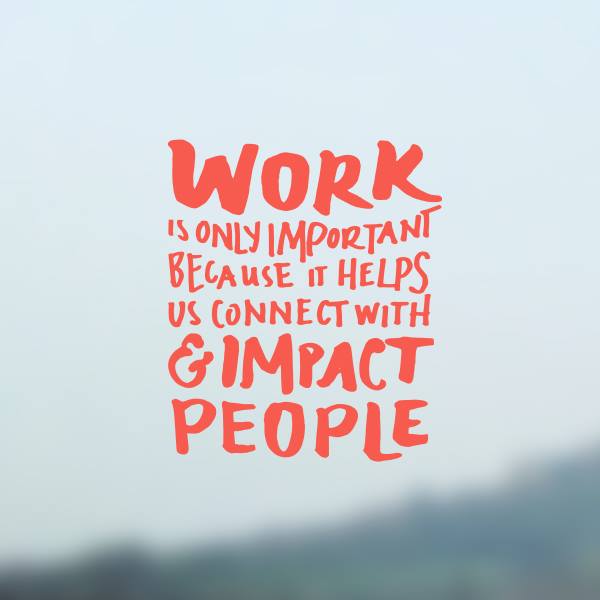 WORK
IS ONLY IMPORTANT
BECAUSE IT HELPS
US CONNECT WITH
& IMPACT
PEOPLE